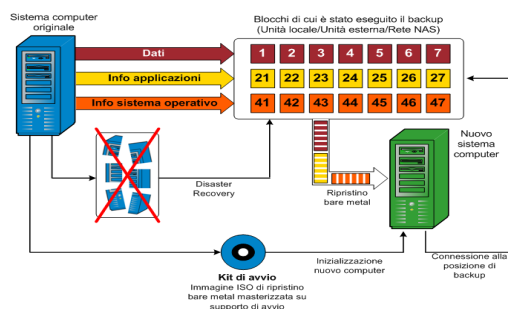 Sistema computer
originale
Blocchi di cui è stato eseguito il backup
(Unità locale/Unità esterna/Rete NAS)
Dati
1 2 3 4 5 6 7
Info applicazioni
21 22 23 24 25 26 27
Info sistema operativo
41 42 43 44 45 46 47
Nuovo
sistema
computer
Disaster
Recovery
Ripristino
bare metal
Kit di avvio
Immagine ISO di ripristino
bare metal masterizzata su
supporto di avvio
Inizializzazione
nuovo computer
Connessione alla
posizione di
backup